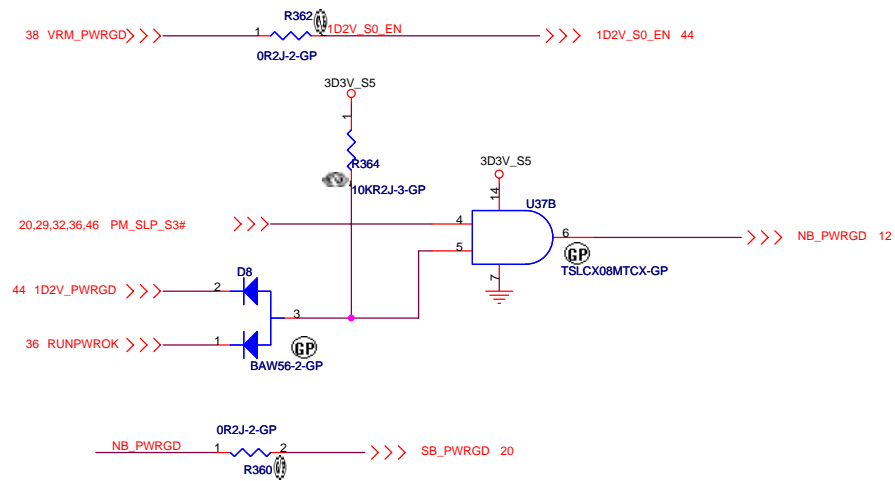 R362
38 VRM_PWRGD 1 1D2V_S0_EN 1D2V_S0_EN 44
0R2J-2-GP
3D3V_S5
1
R364
10KR2J-3-GP
3D3V_S5
14
U37B
20,29,32,36,46 PM_SLP_S3# 4
5
6
NB_PWRGD 12
GP
TSLCX08MTCX-GP
7
D8
44 1D2V_PWRGD 2
3
36 RUNPWROK 1
GP
BAW56-2-GP
0R2J-2-GP
NB_PWRGD 1 2 SB_PWRGD 20
R360